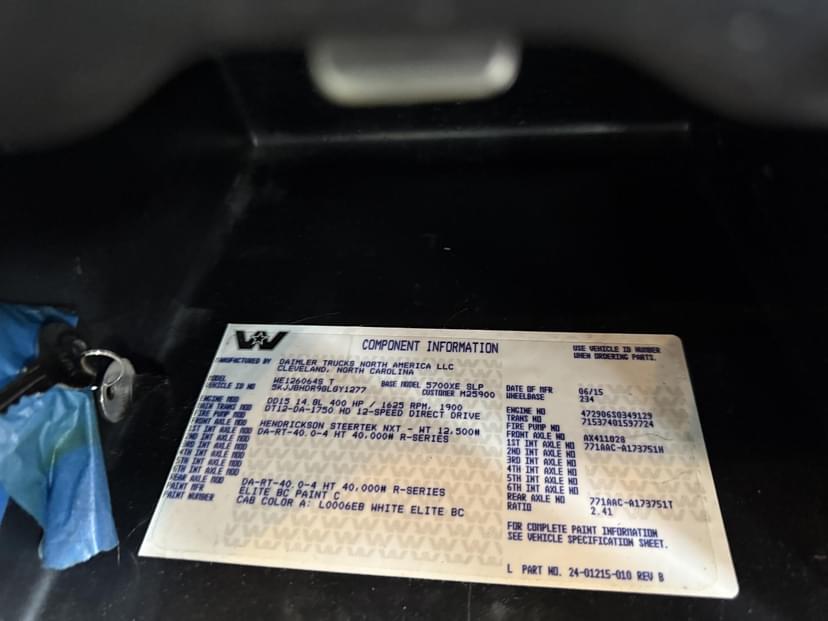 COMPONENT INFORMATION
USE VEHICLE ID NUMBER
WHEN ORDERING PARTS.
MANUFACTURED BY DAIMLER TRUCKS NORTH AMERICA LLC
CLEVELAND, NORTH CAROLINA
MODEL WE126064S T BASE MODEL 5700XE SLP
VEHICLE ID NO CUSTOMER M25900
ENGINE MOD DD15 14.8L 400 HP / 1625 RPM, 1900
MAIN TRANS MOD DT12-DA-1750 HD 12-SPEED DIRECT DRIVE
FIRE PUMP MOD
FRONT AXLE MOD HENDRICKSON STEERTEK NXT - HT 12,500#
1ST INT AXLE MOD DA-RT-40.0-4 HT 40,000# R-SERIES
2ND INT AXLE MOD
3RD INT AXLE MOD
4TH INT AXLE MOD
5TH INT AXLE MOD
6TH INT AXLE MOD
REAR AXLE MOD DA-RT-40.0-4 HT 40,000# R-SERIES
PAINT MFR ELITE BC PAINT C
PAINT NUMBER CAB COLOR A: L0006EB WHITE ELITE BC
DATE OF MFR 06/15
WHEELBASE 234
ENGINE NO 472906S0349129
TRANS NO 71537401597724
FIRE PUMP NO
FRONT AXLE NO AX411028
1ST INT AXLE NO 771AAC-A173751H
2ND INT AXLE NO
3RD INT AXLE NO
4TH INT AXLE NO
5TH INT AXLE NO
6TH INT AXLE NO
REAR AXLE NO 771AAC-A173751T
RATIO 2.41
FOR COMPLETE PAINT INFORMATION
SEE VEHICLE SPECIFICATION SHEET.
L PART NO. 24-01215-010 REV B